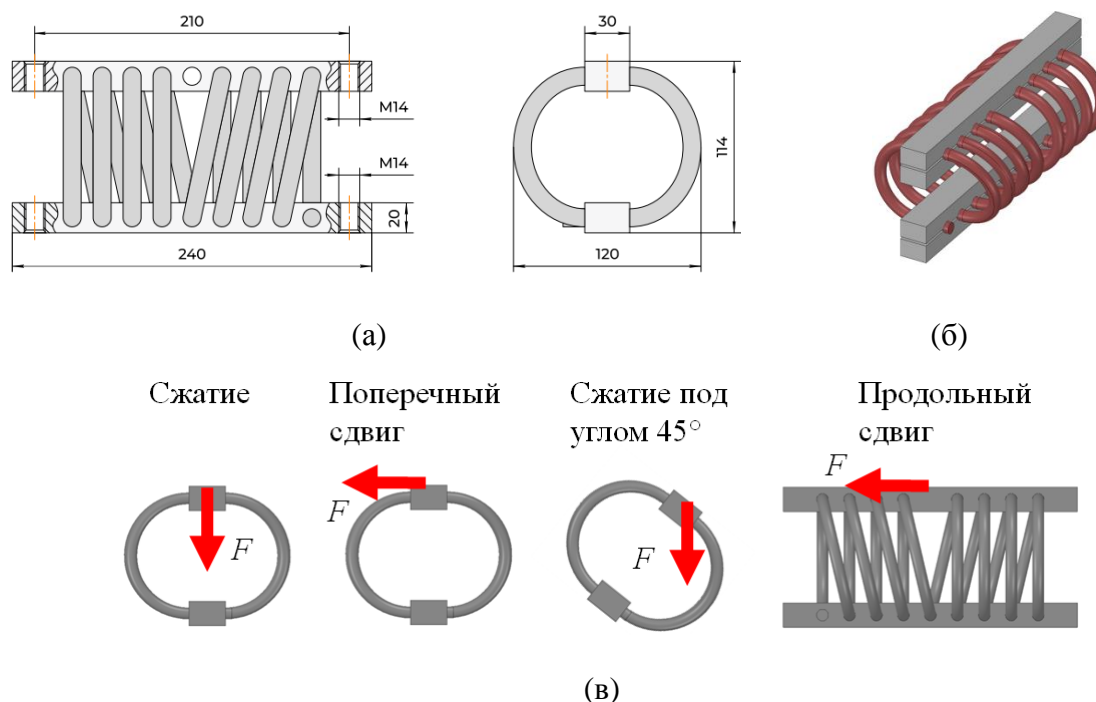 210
30
M14
M14
114
20
240
120
(а)
(б)
Сжатие
Поперечный
сдвиг
Сжатие под
углом 45°
Продольный
сдвиг
F
F
F
F
(в)